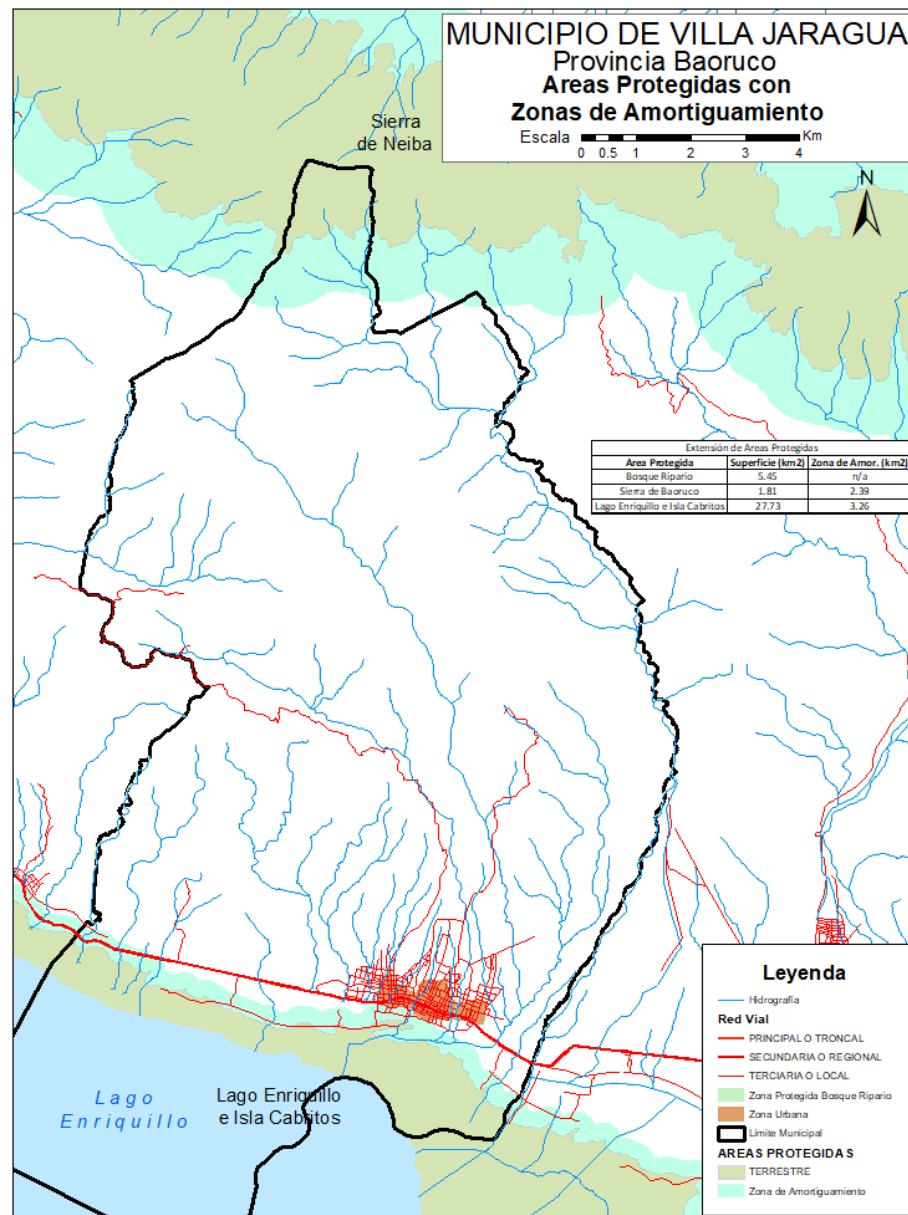 MUNICIPIO DE VILLA JARAGUA
Provincia Baoruco
Areas Protegidas con
Zonas de Amortiguamiento
Escala
Km
0 0.5 1 2 3 4
Sierra
de Neiba
N
Extensión de Areas Protegidas
Area Protegida Superficie (km2) Zona de Amor. (km2)
Bosque Ripario 5.45 n/a
Sierra de Baoruco 1.81 2.39
Lago Enriquillo e Isla Cabritos 27.73 3.26
Lago
Enriquillo
Lago Enriquillo
e Isla Cabritos
Leyenda
Hidrografía
Red Vial
PRINCIPAL O TRONCAL
SECUNDARIA O REGIONAL
TERCIARIA O LOCAL
Zona Protegida Bosque Ripario
Zona Urbana
Límite Municipal
AREAS PROTEGIDAS
TERRESTRE
Zona de Amortiguamiento